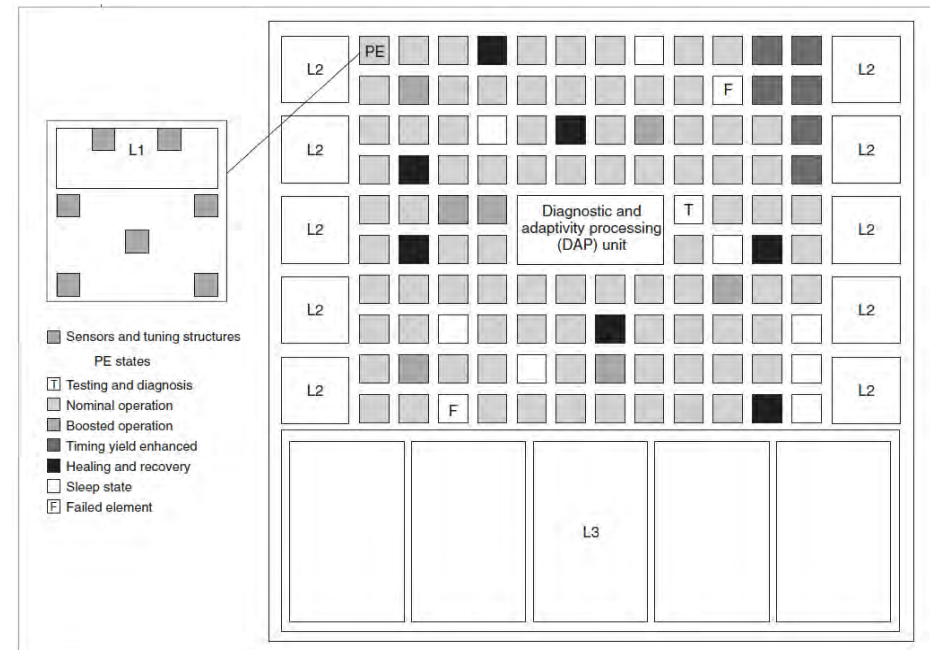 PE
L2
L2
F
L1
L2
L2
L2
Diagnostic and
adaptivity processing
(DAP) unit
T
L2
L2
L2
Sensors and tuning structures
PE states
T Testing and diagnosis
Nominal operation
Boosted operation
Timing yield enhanced
Healing and recovery
Sleep state
F Failed element
L2
L2
F
L3